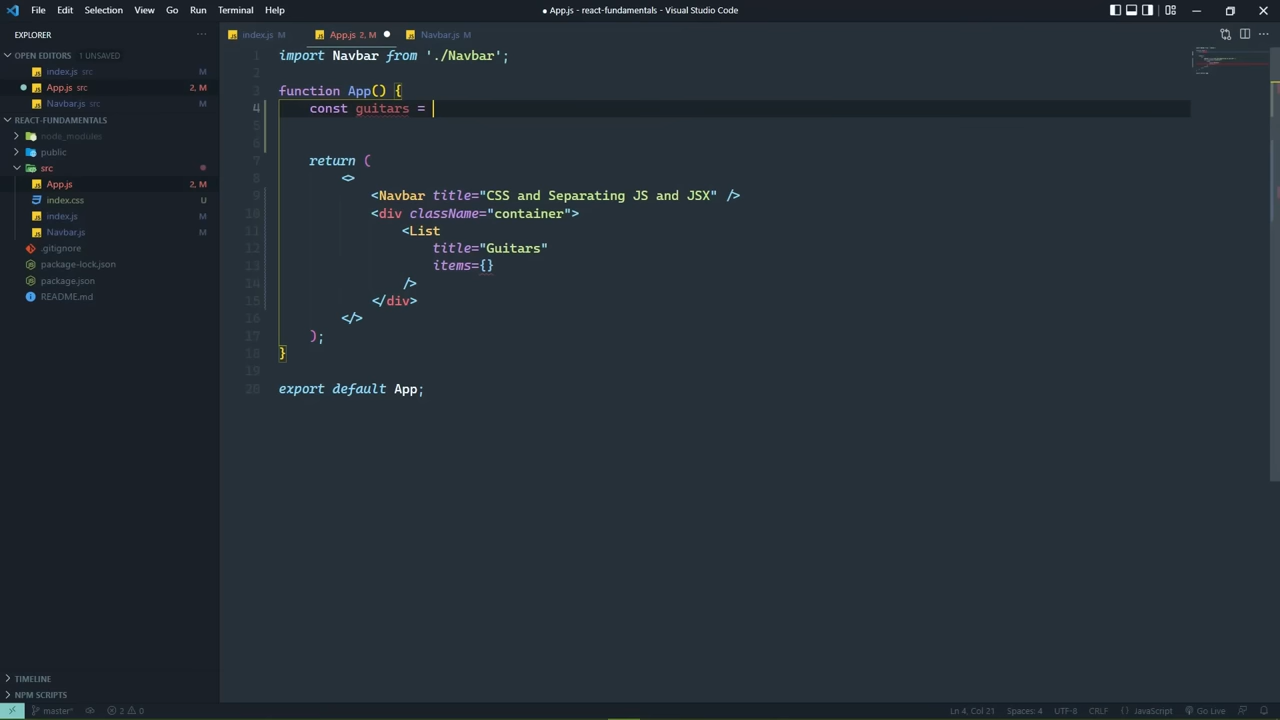 File Edit Selection View Go Run Terminal Help
● App.js - react-fundamentals - Visual Studio Code
EXPLORER
OPEN EDITORS 1 UNSAVED
index.js src M
App.js src 2, M
Navbar.js src M
REACT-FUNDAMENTALS
node_modules
public
src
App.js 2, M
index.css U
index.js M
Navbar.js M
.gitignore
package-lock.json
package.json
README.md
TIMELINE
NPM SCRIPTS
index.js M App.js 2, M Navbar.js M
1 import Navbar from './Navbar';
2
3 function App() {
4 const guitars =
5
6
7 return (
8 <>
9 <Navbar title="CSS and Separating JS and JSX" />
10 <div className="container">
11 <List
12 title="Guitars"
13 items={}
14 />
15 </div>
16 </>
17 );
18 }
19
20 export default App;
master* 2 0 Ln 4, Col 21 Spaces: 4 UTF-8 CRLF {} JavaScript Go Live